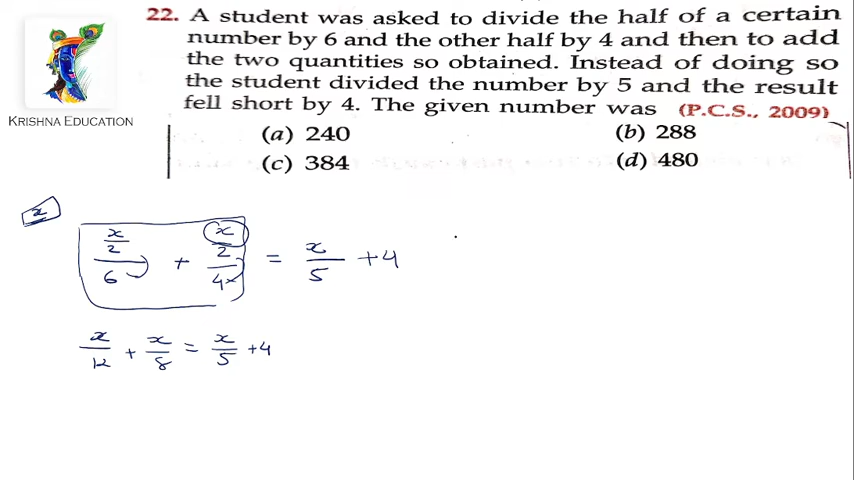 22. A student was asked to divide the half of a certain
number by 6 and the other half by 4 and then to add
the two quantities so obtained. Instead of doing so
the student divided the number by 5 and the result
fell short by 4. The given number was (P.C.S., 2009)
(a) 240 (b) 288
(c) 384 (d) 480
KRISHNA EDUCATION
x
x/2/6 + x/2/4 = x/5 + 4
x/12 + x/8 = x/5 + 4